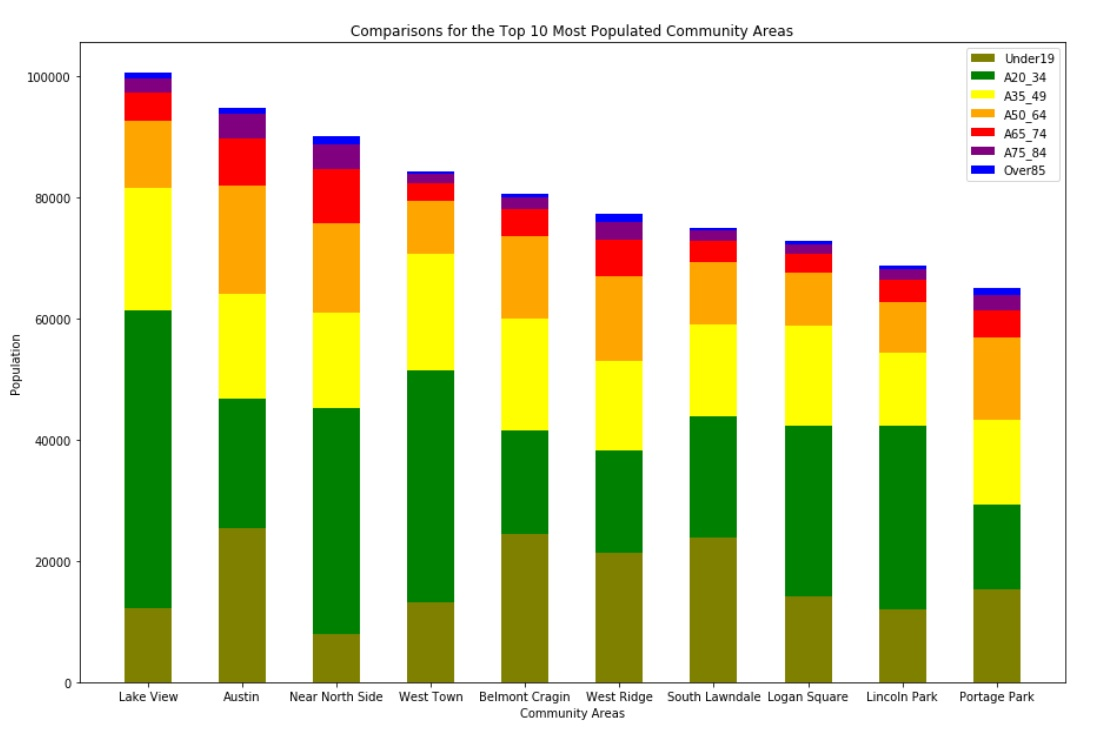 Comparisons for the Top 10 Most Populated Community Areas
Under19
A20_34
A35_49
A50_64
A65_74
A75_84
Over85
100000
80000
60000
40000
20000
0
Population
Lake View
Austin
Near North Side
West Town
Belmont Cragin
West Ridge
South Lawndale
Logan Square
Lincoln Park
Portage Park
Community Areas